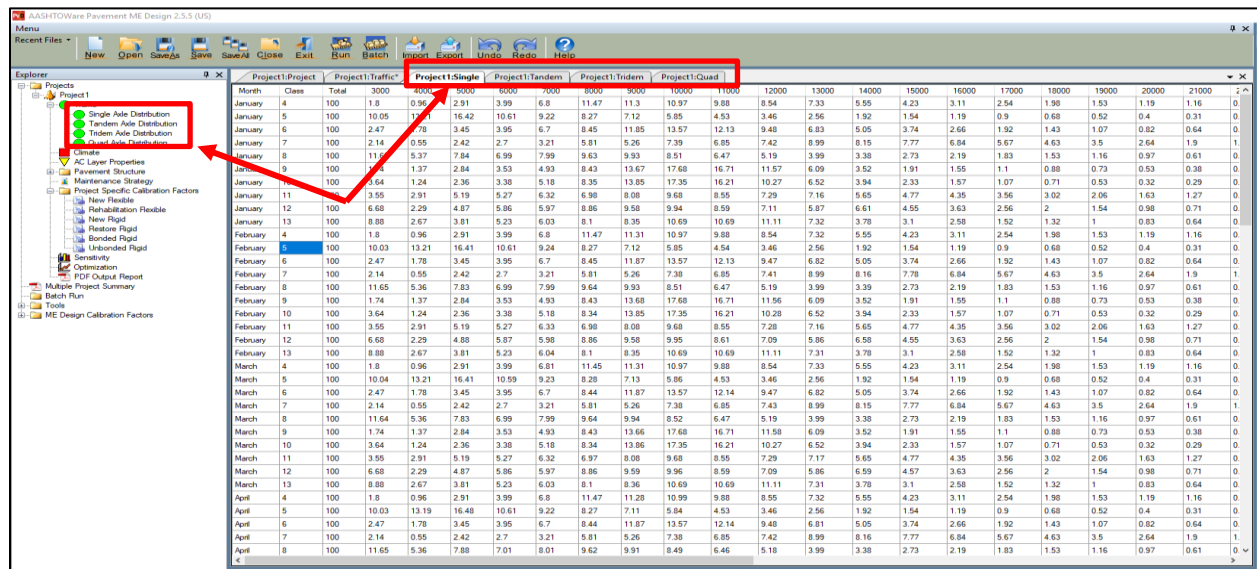 AASHTOWare Pavement ME Design 2.5.5 (US)
Menu
Recent Files
New Open SaveAs Save SaveAll Close Exit Run Batch Import Export Undo Redo Help
Explorer
Projects
Project1
Single Axle Distribution
Tandem Axle Distribution
Tridem Axle Distribution
Quad Axle Distribution
Climate
AC Layer Properties
Pavement Structure
Maintenance Strategy
Project Specific Calibration Factors
New Flexible
Rehabilitation Flexible
New Rigid
Restore Rigid
Bonded Rigid
Unbonded Rigid
Sensitivity
Optimization
PDF Output Report
Multiple Project Summary
Batch Run
Tools
ME Design Calibration Factors
Project1:Project Project1:Traffic* Project1:Single Project1:Tandem Project1:Tridem Project1:Quad
Month Class Total 3000 4000 5000 6000 7000 8000 9000 10000 11000 12000 13000 14000 15000 16000 17000 18000 19000 20000 21000
January 4 100 1.8 0.96 2.91 3.99 6.8 11.47 11.3 10.97 9.88 8.54 7.33 5.55 4.23 3.11 2.54 1.98 1.53 1.19 1.16 0.
January 5 100 10.05 16.42 10.61 9.22 8.27 7.12 5.85 4.53 3.46 2.56 1.92 1.54 1.19 0.9 0.68 0.52 0.4 0.31 0.
January 6 100 2.47 1.78 3.45 3.95 6.7 8.45 11.85 13.57 12.13 9.48 6.83 5.05 3.74 2.66 1.92 1.43 1.07 0.82 0.64 0.
January 7 100 2.14 0.55 2.42 2.7 3.21 5.81 5.26 7.39 6.85 7.42 8.99 8.15 7.77 6.84 5.67 4.63 3.5 2.64 1.9 1.
January 8 100 5.37 7.84 6.99 7.99 9.63 9.93 8.51 6.47 5.19 3.99 3.38 2.73 2.19 1.83 1.53 1.16 0.97 0.61 0.
January 9 100 1.37 2.84 3.53 4.93 8.43 13.67 17.68 16.71 11.57 6.09 3.52 1.91 1.55 1.1 0.88 0.73 0.53 0.38 0.
January 100 3.64 1.24 2.36 3.38 5.18 8.35 13.85 17.35 16.21 10.27 6.52 3.94 2.33 1.57 1.07 0.71 0.53 0.32 0.29 0.
January 11 100 3.55 2.91 5.19 5.27 6.32 6.98 8.08 9.68 8.55 7.29 7.16 5.65 4.77 4.35 3.56 3.02 2.06 1.63 1.27 0.
January 12 100 6.68 2.29 4.87 5.86 5.97 8.86 9.58 9.94 8.59 7.11 5.87 6.61 4.55 3.63 2.56 2 1.54 0.98 0.71 0.
January 13 100 8.88 2.67 3.81 5.23 6.03 8.1 8.35 10.69 10.69 11.11 7.32 3.78 3.1 2.58 1.52 1.32 1 0.83 0.64 0.
February 4 100 1.8 0.96 2.91 3.99 6.8 11.47 11.31 10.97 9.88 8.54 7.32 5.55 4.23 3.11 2.54 1.98 1.53 1.19 1.16 0.
February 5 100 10.03 13.21 16.41 10.61 9.24 8.27 7.12 5.85 4.54 3.46 2.56 1.92 1.54 1.19 0.9 0.68 0.52 0.4 0.31 0.
February 6 100 2.47 1.78 3.45 3.95 6.7 8.45 11.87 13.57 12.13 9.47 6.82 5.05 3.74 2.66 1.92 1.43 1.07 0.82 0.64 0.
February 7 100 2.14 0.55 2.42 2.7 3.21 5.81 5.26 7.38 6.85 7.41 8.99 8.16 7.78 6.84 5.67 4.63 3.5 2.64 1.9 1.
February 8 100 11.65 5.36 7.83 6.99 7.99 9.64 9.93 8.51 6.47 5.19 3.99 3.39 2.73 2.19 1.83 1.53 1.16 0.97 0.61 0.
February 9 100 1.74 1.37 2.84 3.53 4.93 8.43 13.68 17.68 16.71 11.56 6.09 3.52 1.91 1.55 1.1 0.88 0.73 0.53 0.38 0.
February 10 100 3.64 1.24 2.36 3.38 5.18 8.34 13.85 17.35 16.21 10.28 6.52 3.94 2.33 1.57 1.07 0.71 0.53 0.32 0.29 0.
February 11 100 3.55 2.91 5.19 5.27 6.33 6.98 8.08 9.68 8.55 7.28 7.16 5.65 4.77 4.35 3.56 3.02 2.06 1.63 1.27 0.
February 12 100 6.68 2.29 4.88 5.87 5.98 8.86 9.58 9.95 8.61 7.09 5.86 6.58 4.55 3.63 2.56 2 1.54 0.98 0.71 0.
February 13 100 8.88 2.67 3.81 5.23 6.04 8.1 8.35 10.69 10.69 11.11 7.31 3.78 3.1 2.58 1.52 1.32 1 0.83 0.64 0.
March 4 100 1.8 0.96 2.91 3.99 6.81 11.45 11.31 10.97 9.88 8.54 7.33 5.55 4.23 3.11 2.54 1.98 1.53 1.19 1.16 0.
March 5 100 10.04 13.21 16.41 10.59 9.23 8.28 7.13 5.86 4.53 3.46 2.56 1.92 1.54 1.19 0.9 0.68 0.52 0.4 0.31 0.
March 6 100 2.47 1.78 3.45 3.95 6.7 8.44 11.87 13.57 12.14 9.47 6.82 5.05 3.74 2.66 1.92 1.43 1.07 0.82 0.64 0.
March 7 100 2.14 0.55 2.42 2.7 3.21 5.81 5.26 7.38 6.85 7.43 8.99 8.15 7.77 6.84 5.67 4.63 3.5 2.64 1.9 1.
March 8 100 11.64 5.36 7.83 6.99 7.99 9.64 9.94 8.52 6.47 5.19 3.99 3.38 2.73 2.19 1.83 1.53 1.16 0.97 0.61 0.
March 9 100 1.74 1.37 2.84 3.53 4.93 8.43 13.66 17.68 16.71 11.58 6.09 3.52 1.91 1.55 1.1 0.88 0.73 0.53 0.38 0.
March 10 100 3.64 1.24 2.36 3.38 5.18 8.34 13.86 17.35 16.21 10.27 6.52 3.94 2.33 1.57 1.07 0.71 0.53 0.32 0.29 0.
March 11 100 3.55 2.91 5.19 5.27 6.32 6.97 8.08 9.68 8.55 7.29 7.17 5.65 4.77 4.35 3.56 3.02 2.06 1.63 1.27 0.
March 12 100 6.68 2.29 4.87 5.86 5.97 8.86 9.59 9.96 8.59 7.09 5.86 6.59 4.57 3.63 2.56 2 1.54 0.98 0.71 0.
March 13 100 8.88 2.67 3.81 5.23 6.03 8.1 8.36 10.69 10.69 11.11 7.31 3.78 3.1 2.58 1.52 1.32 1 0.83 0.64 0.
April 4 100 1.8 0.96 2.91 3.99 6.8 11.47 11.28 10.99 9.88 8.55 7.32 5.55 4.23 3.11 2.54 1.98 1.53 1.19 1.16 0.
April 5 100 10.03 13.19 16.48 10.61 9.22 8.27 7.11 5.84 4.53 3.46 2.56 1.92 1.54 1.19 0.9 0.68 0.52 0.4 0.31 0.
April 6 100 2.47 1.78 3.45 3.95 6.7 8.44 11.87 13.57 12.14 9.48 6.81 5.05 3.74 2.66 1.92 1.43 1.07 0.82 0.64 0.
April 7 100 2.14 0.55 2.42 2.7 3.21 5.81 5.26 7.38 6.85 7.42 8.99 8.16 7.77 6.84 5.67 4.63 3.5 2.64 1.9 1.
April 8 100 11.65 5.36 7.88 7.01 8.01 9.62 9.91 8.49 6.46 5.18 3.99 3.38 2.73 2.19 1.83 1.53 1.16 0.97 0.61 0.